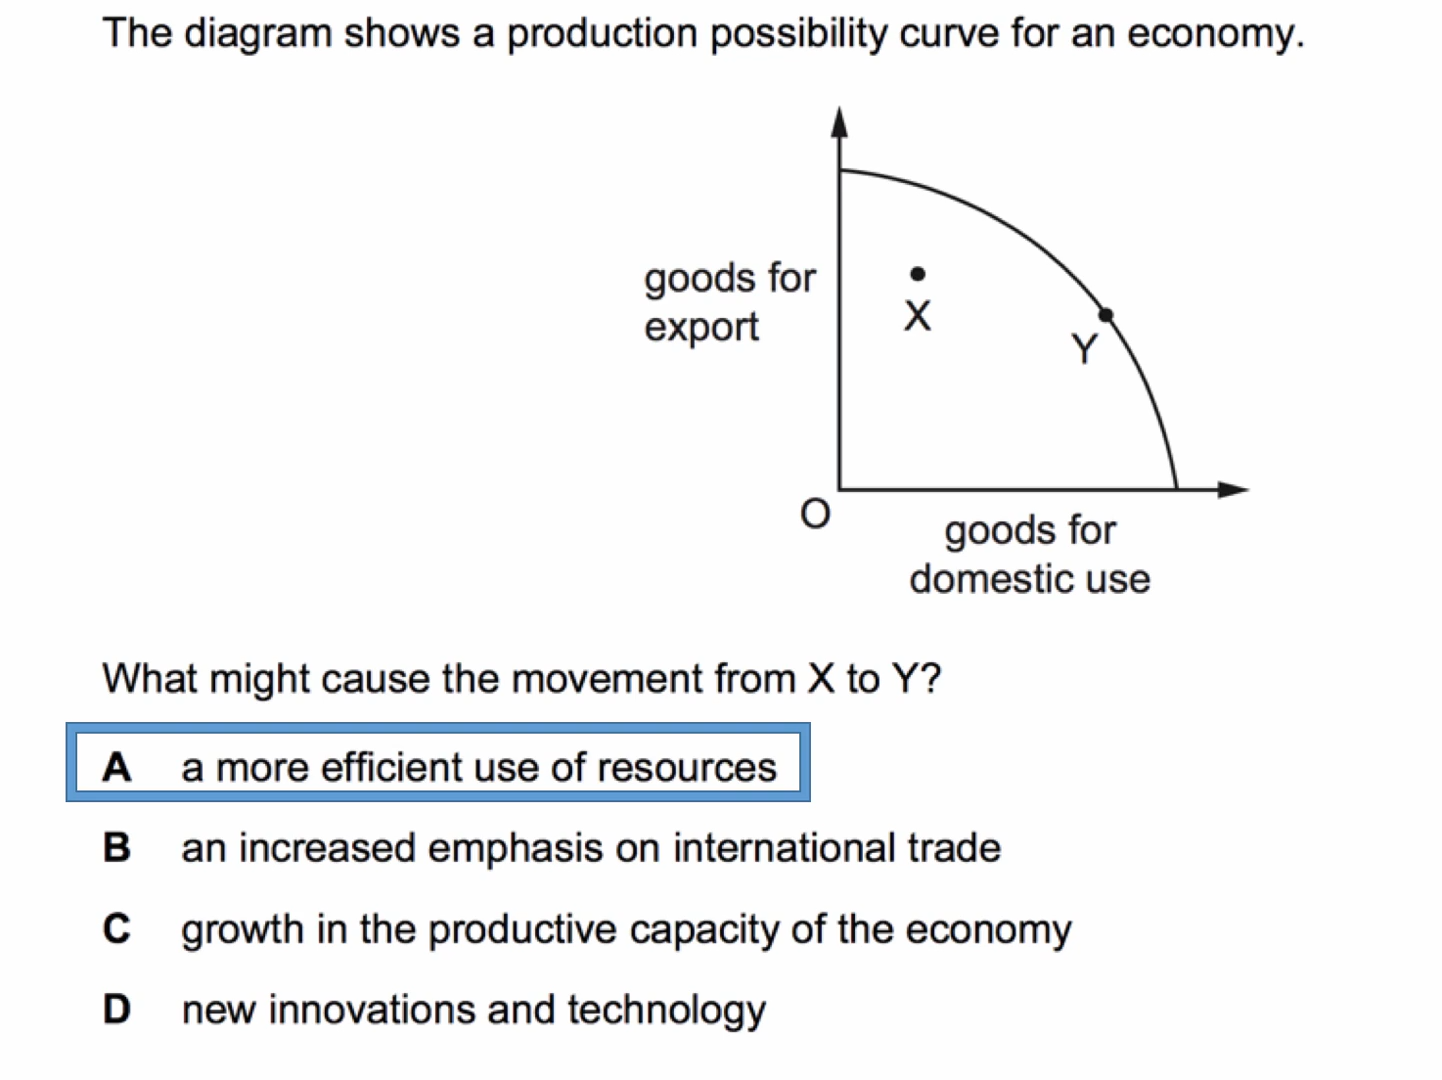 The diagram shows a production possibility curve for an economy.
goods for
export
X
Y
O
goods for
domestic use
What might cause the movement from X to Y?
A a more efficient use of resources
B an increased emphasis on international trade
C growth in the productive capacity of the economy
D new innovations and technology